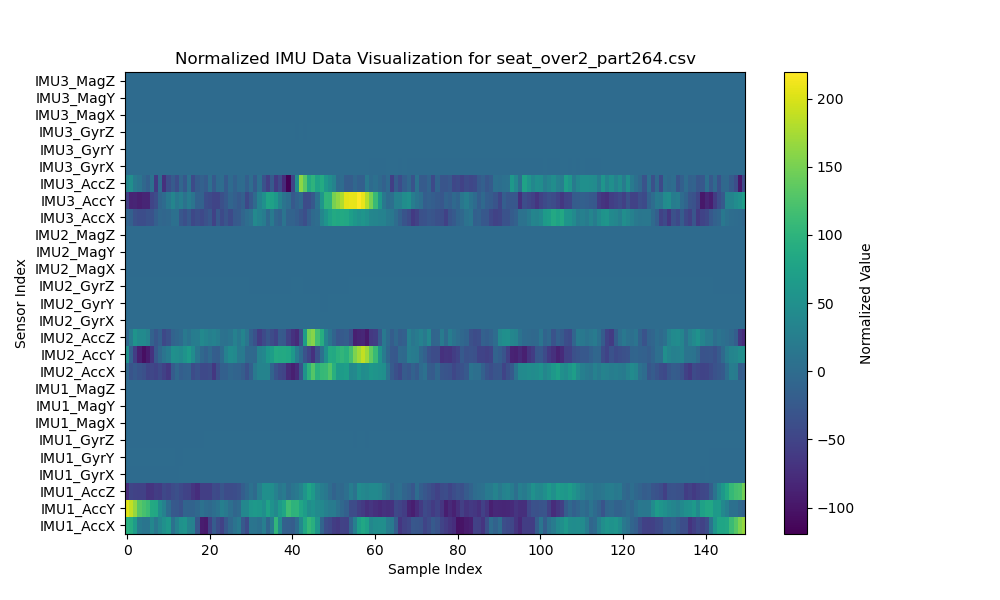 Normalized IMU Data Visualization for seat_over2_part264.csv
Sensor Index
IMU3_MagZ
IMU3_MagY
IMU3_MagX
IMU3_GyrZ
IMU3_GyrY
IMU3_GyrX
IMU3_AccZ
IMU3_AccY
IMU3_AccX
IMU2_MagZ
IMU2_MagY
IMU2_MagX
IMU2_GyrZ
IMU2_GyrY
IMU2_GyrX
IMU2_AccZ
IMU2_AccY
IMU2_AccX
IMU1_MagZ
IMU1_MagY
IMU1_MagX
IMU1_GyrZ
IMU1_GyrY
IMU1_GyrX
IMU1_AccZ
IMU1_AccY
IMU1_AccX
0 20 40 60 80 100 120 140
Sample Index
200
150
100
50
0
−50
−100
Normalized Value